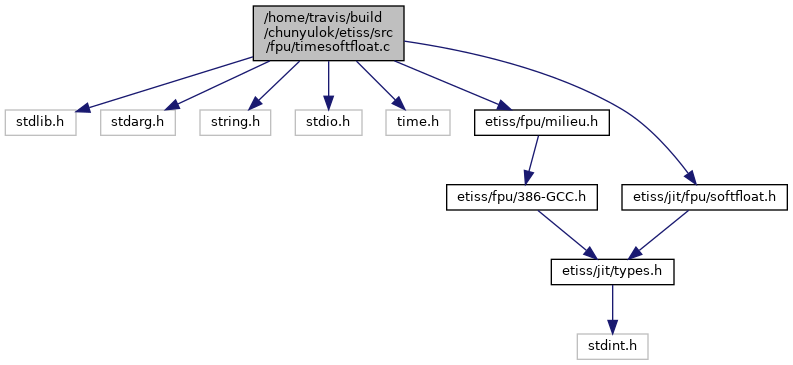 /home/travis/build
/chunyulok/etiss/src
/fpu/timesoftfloat.c
stdlib.h
stdarg.h
string.h
stdio.h
time.h
etiss/fpu/milieu.h
etiss/fpu/386-GCC.h
etiss/jit/fpu/softfloat.h
etiss/jit/types.h
stdint.h